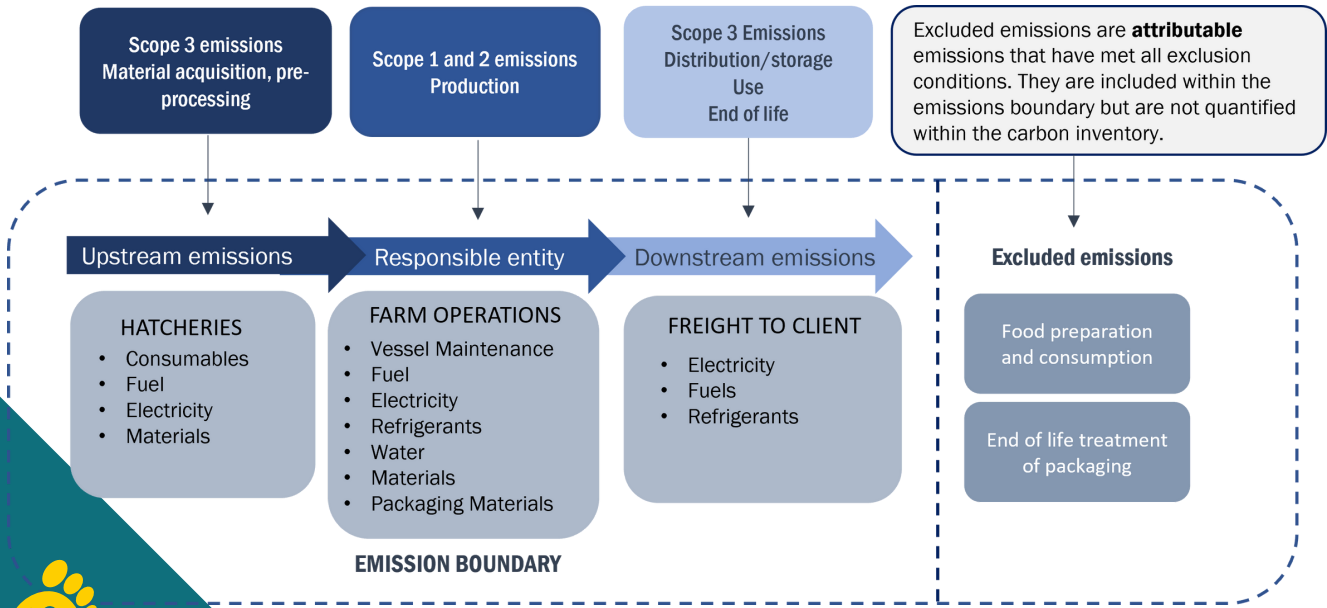 Scope 3 emissions
Material acquisition, pre-
processing
Scope 1 and 2 emissions
Production
Scope 3 Emissions
Distribution/storage
Use
End of life
Excluded emissions are attributable
emissions that have met all exclusion
conditions. They are included within the
emissions boundary but are not quantified
within the carbon inventory.
Upstream emissions
Responsible entity
Downstream emissions
Excluded emissions
HATCHERIES
• Consumables
• Fuel
• Electricity
• Materials
FARM OPERATIONS
• Vessel Maintenance
• Fuel
• Electricity
• Refrigerants
• Water
• Materials
• Packaging Materials
FREIGHT TO CLIENT
• Electricity
• Fuels
• Refrigerants
Food preparation
and consumption
End of life treatment
of packaging
EMISSION BOUNDARY